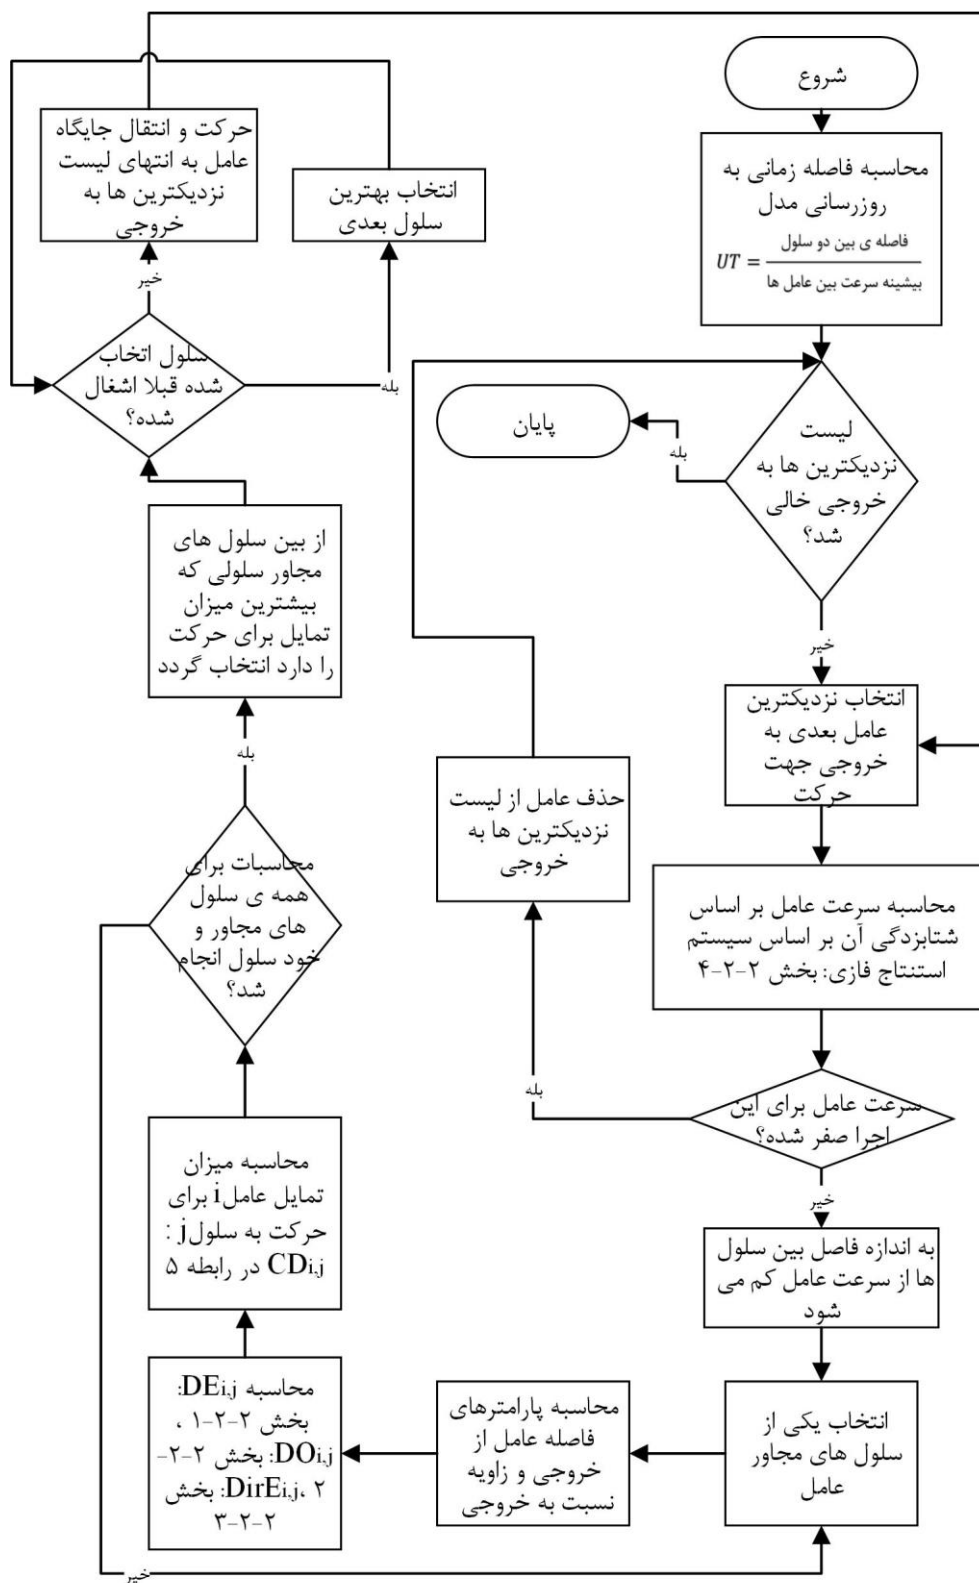 شروع
محاسبه فاصله زمانی به
روزرسانی مدل
فاصله ی بین دو سلول
UT =
بیشینه سرعت بین عامل ها
لیست
نزدیکترین ها به
خروجی خالی
شد؟
بله
پایان
خیر
انتخاب نزدیکترین
عامل بعدی به
خروجی جهت
حرکت
محاسبه سرعت عامل بر اساس
شتابزدگی آن بر اساس سیستم
استنتاج فازی: بخش ۲-۲-۴
سرعت عامل برای این
اجرا صفر شده؟
بله
حذف عامل از لیست
نزدیکترین ها به
خروجی
خیر
به اندازه فاصل بین سلول
ها از سرعت عامل کم می
شود
انتخاب یکی از
سلول های مجاور
عامل
محاسبه پارامترهای
فاصله عامل از
خروجی و زاویه
نسبت به خروجی
محاسبه DEi,j:
بخش ۲-۲-۱ ،
DOi,j: بخش ۲-۲-
۲ ،DirEi,j: بخش
۲-۲-۳
محاسبه میزان
تمایل عاملi برای
حرکت به سلولj :
CDi,j در رابطه ۵
محاسبات برای
همه ی سلول
های مجاور و
خود سلول انجام
شد؟
خیر
بله
از بین سلول های
مجاور سلولی که
بیشترین میزان
تمایل برای حرکت
را دارد انتخاب گردد
سلول اتخاب
شده قبلا اشغال
شده؟
بله
انتخاب بهترین
سلول بعدی
خیر
حرکت و انتقال جایگاه
عامل به انتهای لیست
نزدیکترین ها به
خروجی